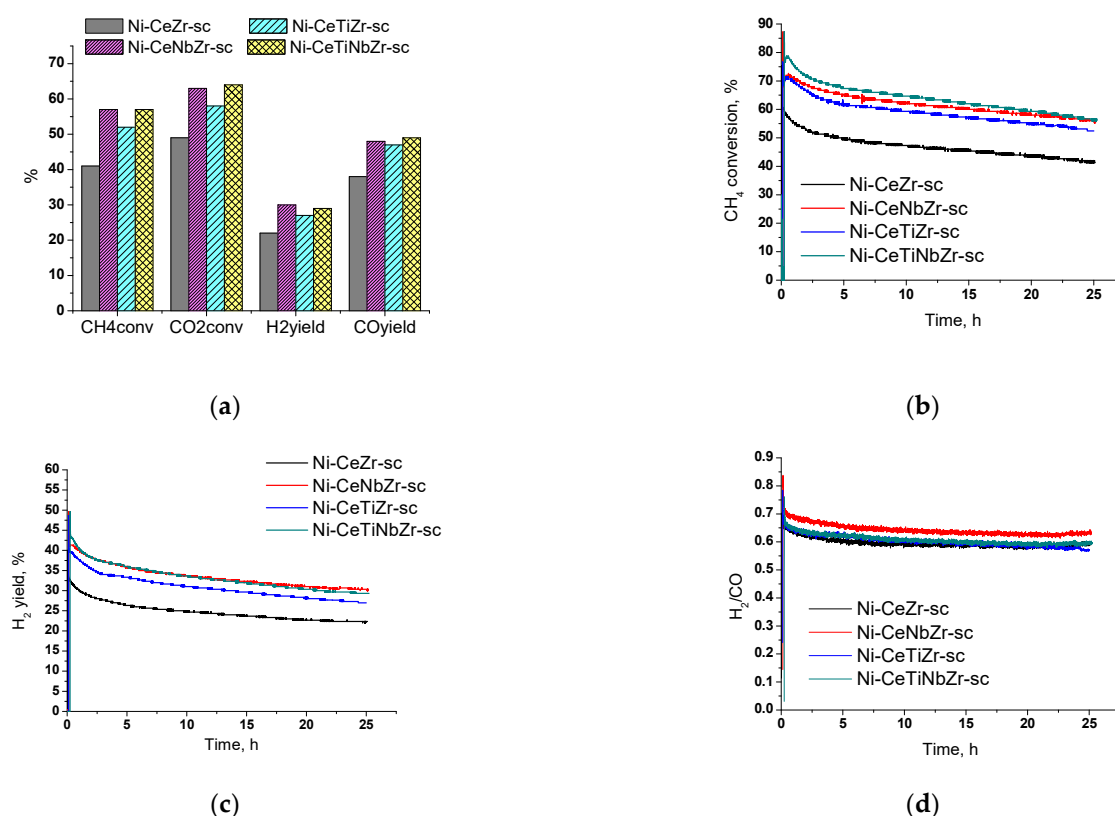 Ni-CeZr-sc
Ni-CeTiZr-sc
Ni-CeNbZr-sc
Ni-CeTiNbZr-sc
70
60
50
40
30
20
10
0
%
CH4conv
CO2conv
H2yield
COyield
(a)
90
80
70
60
50
40
30
20
10
0
CH4 conversion, %
Ni-CeZr-sc
Ni-CeNbZr-sc
Ni-CeTiZr-sc
Ni-CeTiNbZr-sc
0 5 10 15 20 25
Time, h
(b)
60
55
50
45
40
35
30
25
20
15
10
5
0
H2 yield, %
Ni-CeZr-sc
Ni-CeNbZr-sc
Ni-CeTiZr-sc
Ni-CeTiNbZr-sc
0 5 10 15 20 25
Time, h
(c)
0.9
0.8
0.7
0.6
0.5
0.4
0.3
0.2
0.1
0.0
H2/CO
Ni-CeZr-sc
Ni-CeNbZr-sc
Ni-CeTiZr-sc
Ni-CeTiNbZr-sc
0 5 10 15 20 25
Time, h
(d)